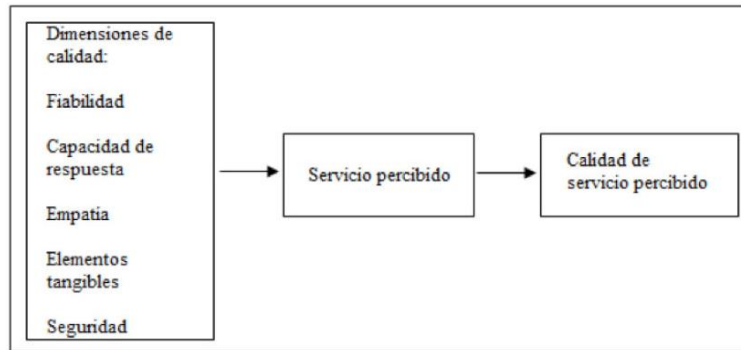 Dimensiones de
calidad:
Fiabilidad
Capacidad de
respuesta
Empatía
Elementos
tangibles
Seguridad
Servicio percibido
Calidad de
servicio percibido